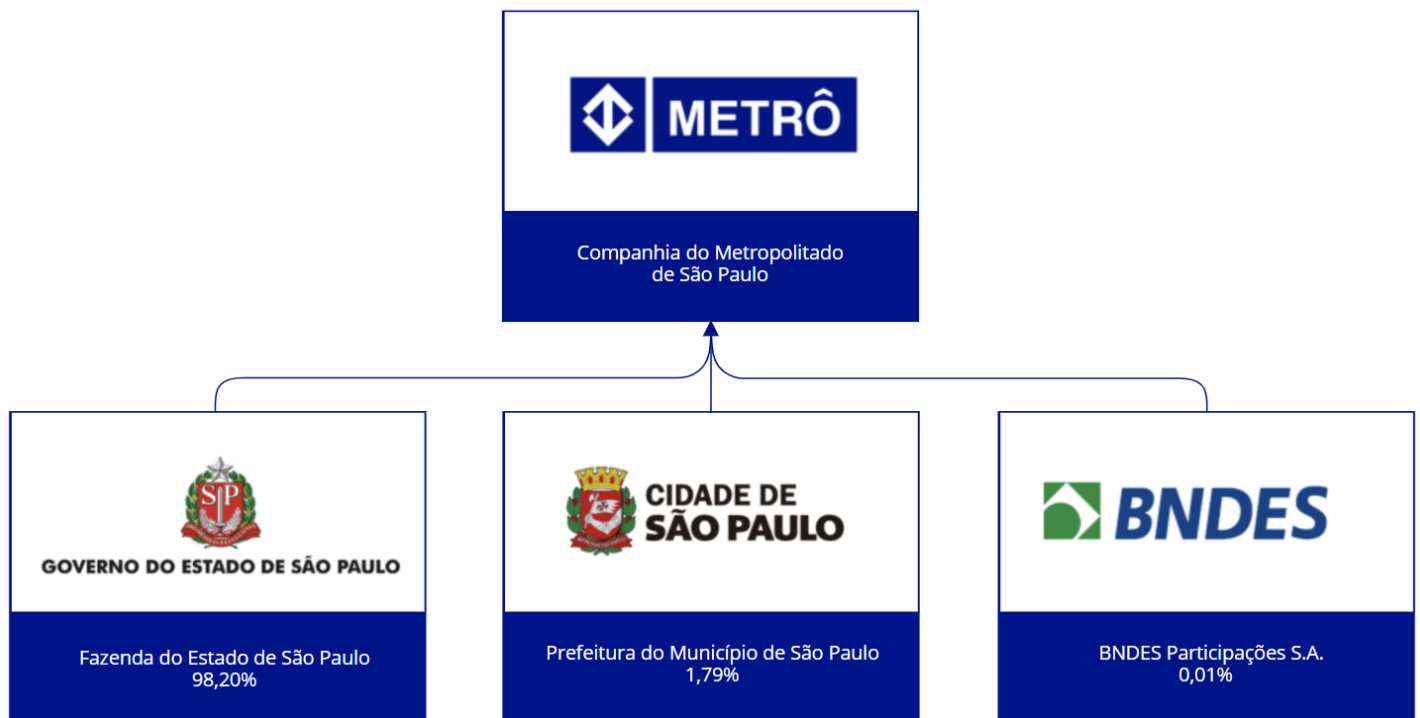 METRÔ
Companhia do Metropolitado
de São Paulo
SP
GOVERNO DO ESTADO DE SÃO PAULO
Fazenda do Estado de São Paulo
98,20%
CIDADE DE
SÃO PAULO
Prefeitura do Município de São Paulo
1,79%
BNDES
BNDES Participações S.A.
0,01%